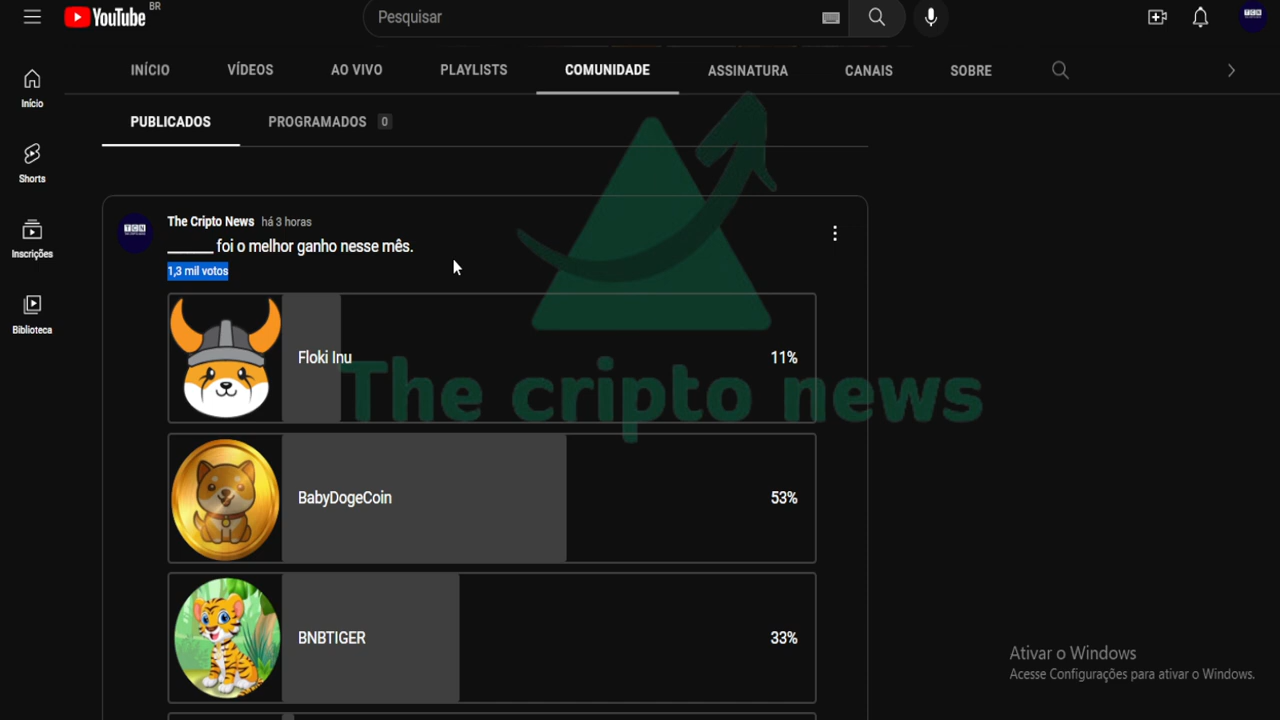 YouTube BR
Pesquisar
TCN
INÍCIO VÍDEOS AO VIVO PLAYLISTS COMUNIDADE ASSINATURA CANAIS SOBRE
Início
PUBLICADOS PROGRAMADOS 0
Shorts
Inscrições
Biblioteca
TCN
The Cripto News há 3 horas
______ foi o melhor ganho nesse mês.
1,3 mil votos
Floki Inu 11%
The cripto news
BabyDogeCoin 53%
BNBTIGER 33%
Ativar o Windows
Acesse Configurações para ativar o Windows.